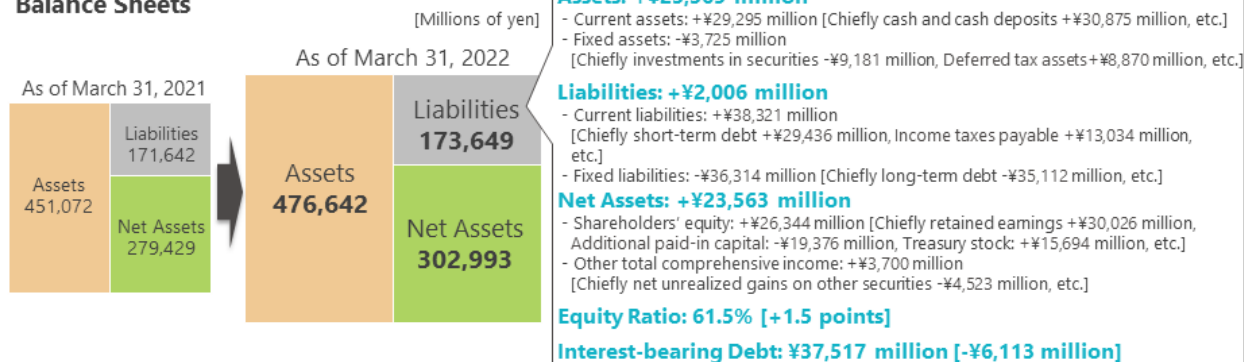 Balance Sheets
[Millions of yen]
As of March 31, 2021
Assets
451,072
Liabilities
171,642
Net Assets
279,429
As of March 31, 2022
Assets
476,642
Liabilities
173,649
Net Assets
302,993
- Current assets: +¥29,295 million [Chiefly cash and cash deposits +¥30,875 million, etc.]
- Fixed assets: -¥3,725 million
[Chiefly investments in securities -¥9,181 million, Deferred tax assets+¥8,870 million, etc.]
Liabilities: +¥2,006 million
- Current liabilities: +¥38,321 million
[Chiefly short-term debt +¥29,436 million, Income taxes payable +¥13,034 million,
etc.]
- Fixed liabilities: -¥36,314 million [Chiefly long-term debt -¥35,112 million, etc.]
Net Assets: +¥23,563 million
- Shareholders' equity: +¥26,344 million [Chiefly retained earnings +¥30,026 million,
Additional paid-in capital: -¥19,376 million, Treasury stock: +¥15,694 million, etc.]
- Other total comprehensive income: +¥3,700 million
[Chiefly net unrealized gains on other securities -¥4,523 million, etc.]
Equity Ratio: 61.5% [+1.5 points]
Interest-bearing Debt: ¥37,517 million [-¥6,113 million]